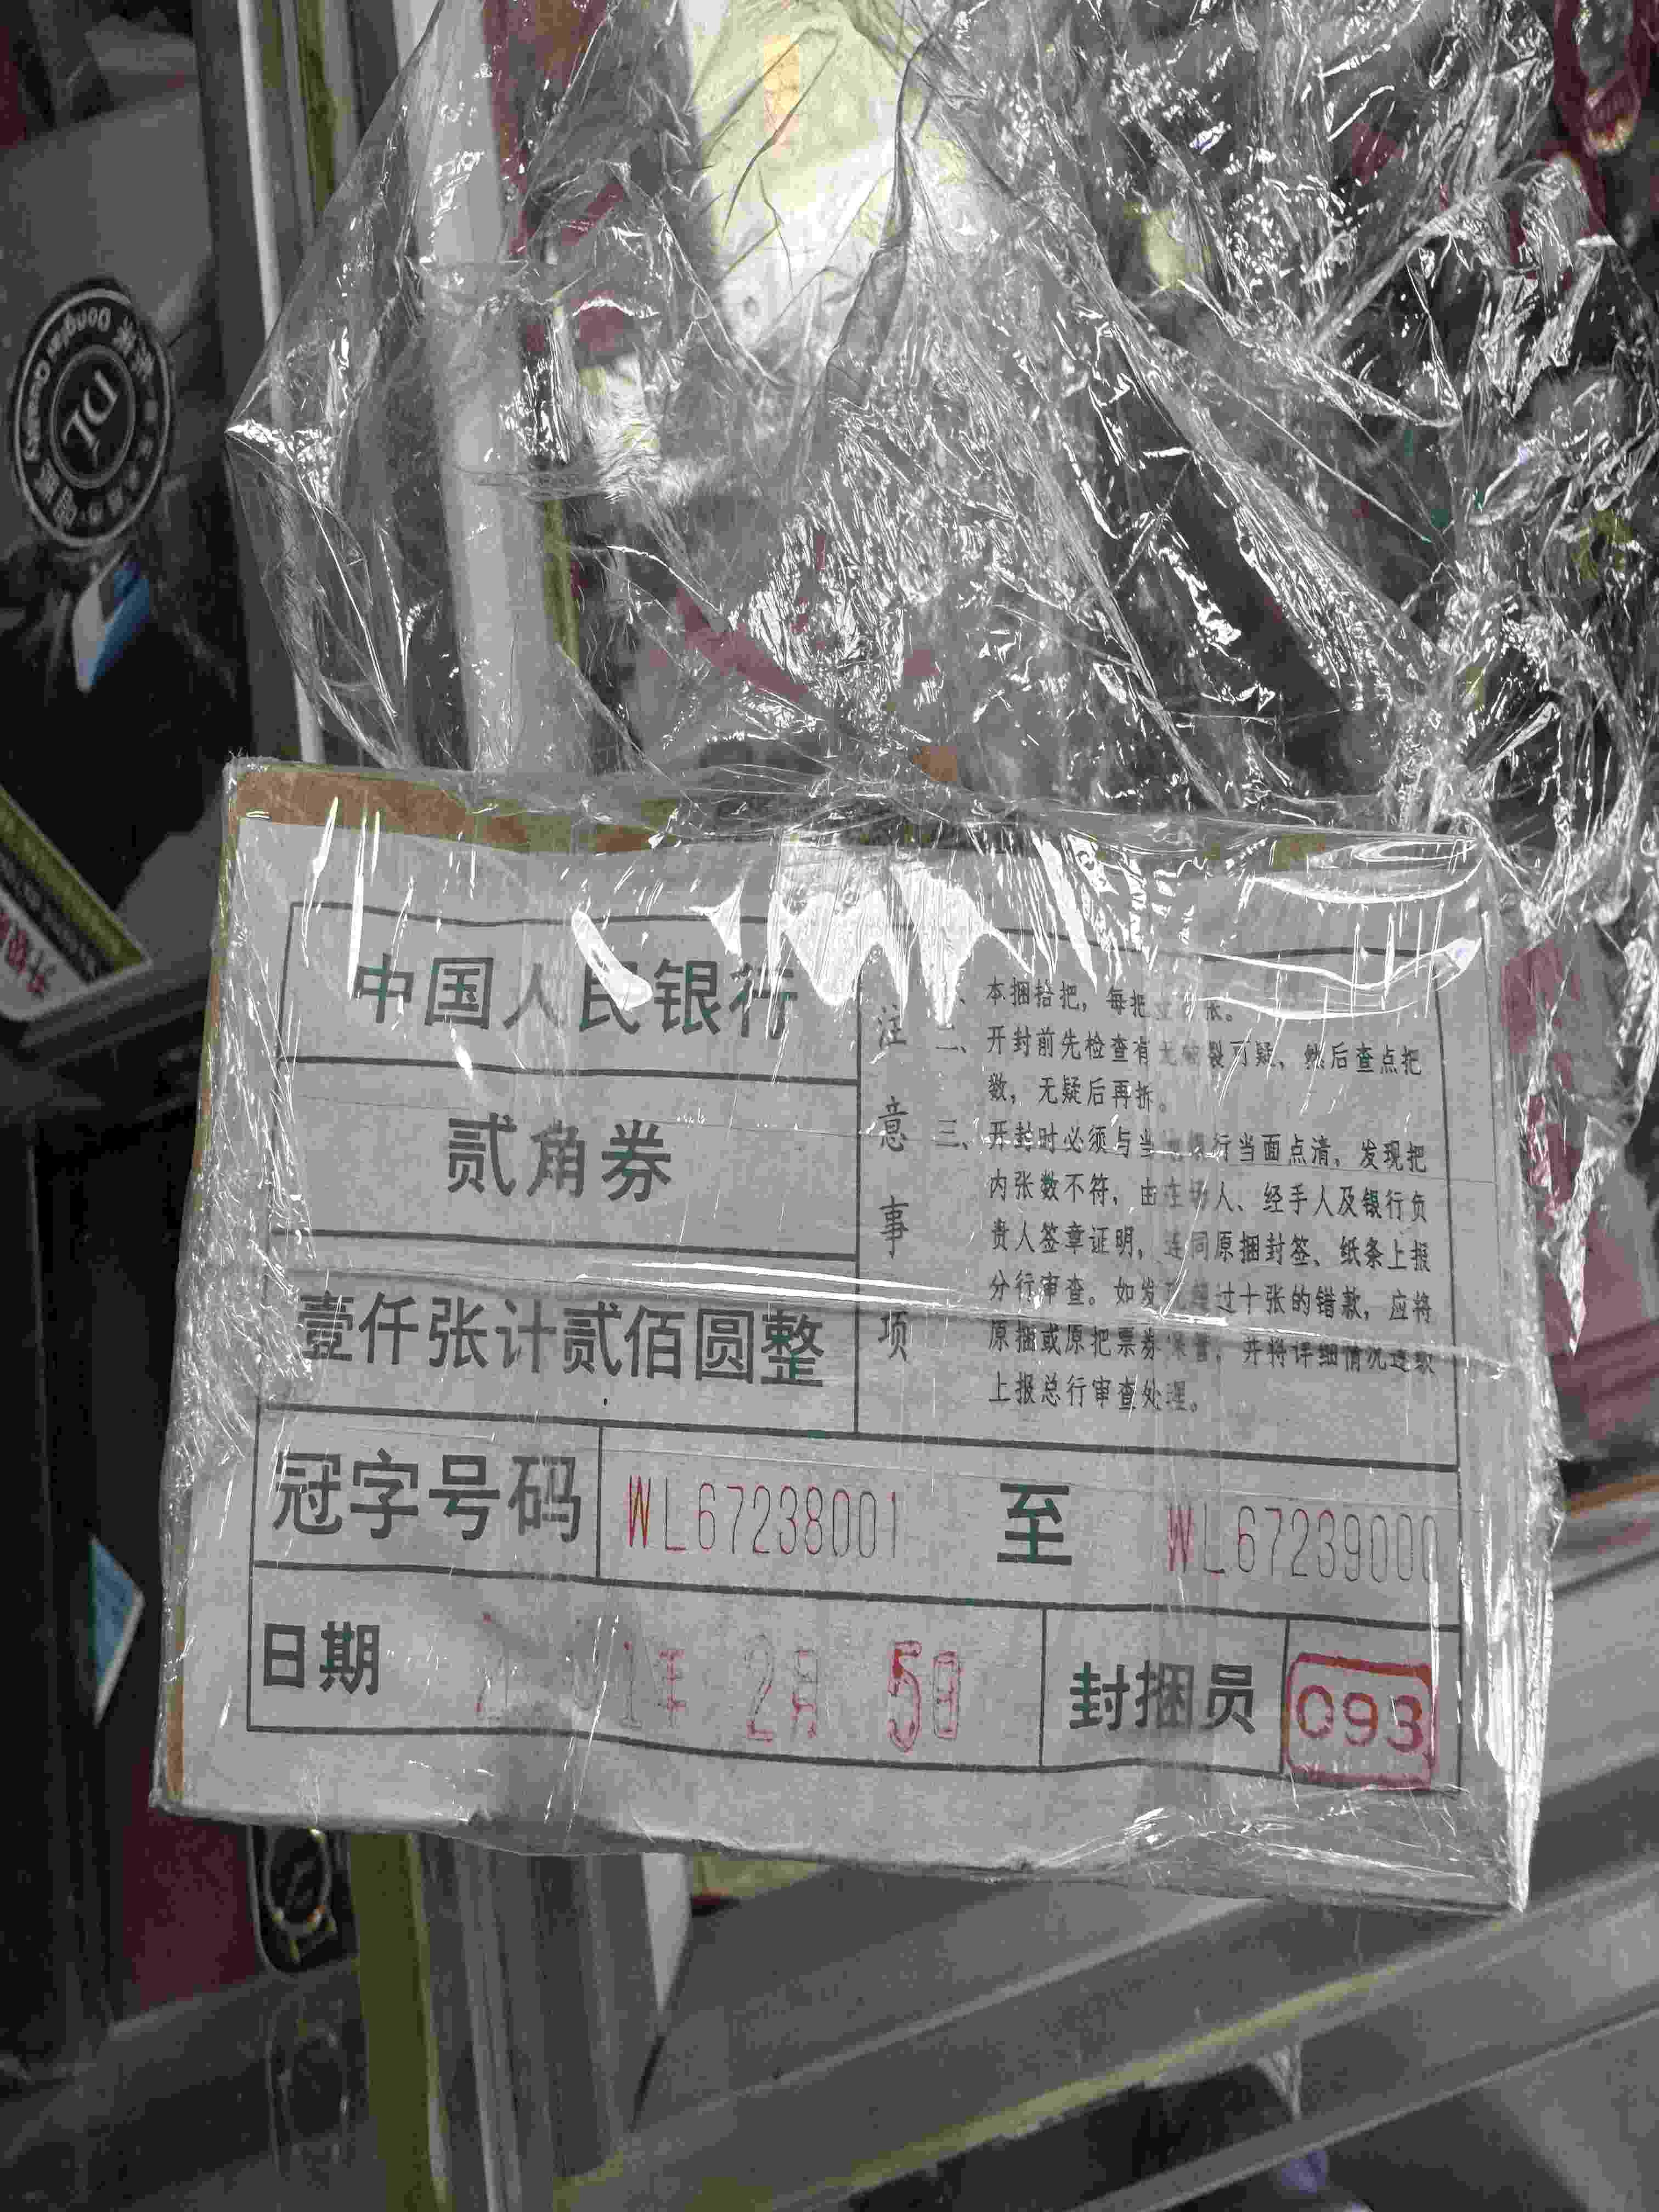 中国人民银行
贰角券
壹仟张计贰佰圆整
注意事项
本捆拾把，每把
二、开封前先检查有无破裂可疑，然后查点把
数，无疑后再拆。
三、开封时必须与当地银行当面点清，发现把
内张数不符，由在场人、经手人及银行负
责人签章证明，连同原捆封签、纸条上报
分行审查。如发现超过十张的错款，应将
原捆或原把票券保管，并将详细情况速报
上报总行审查处理。
冠字号码 WL67238001 至 WL67239000
日期 年 2月 5日 封捆员 093
DL